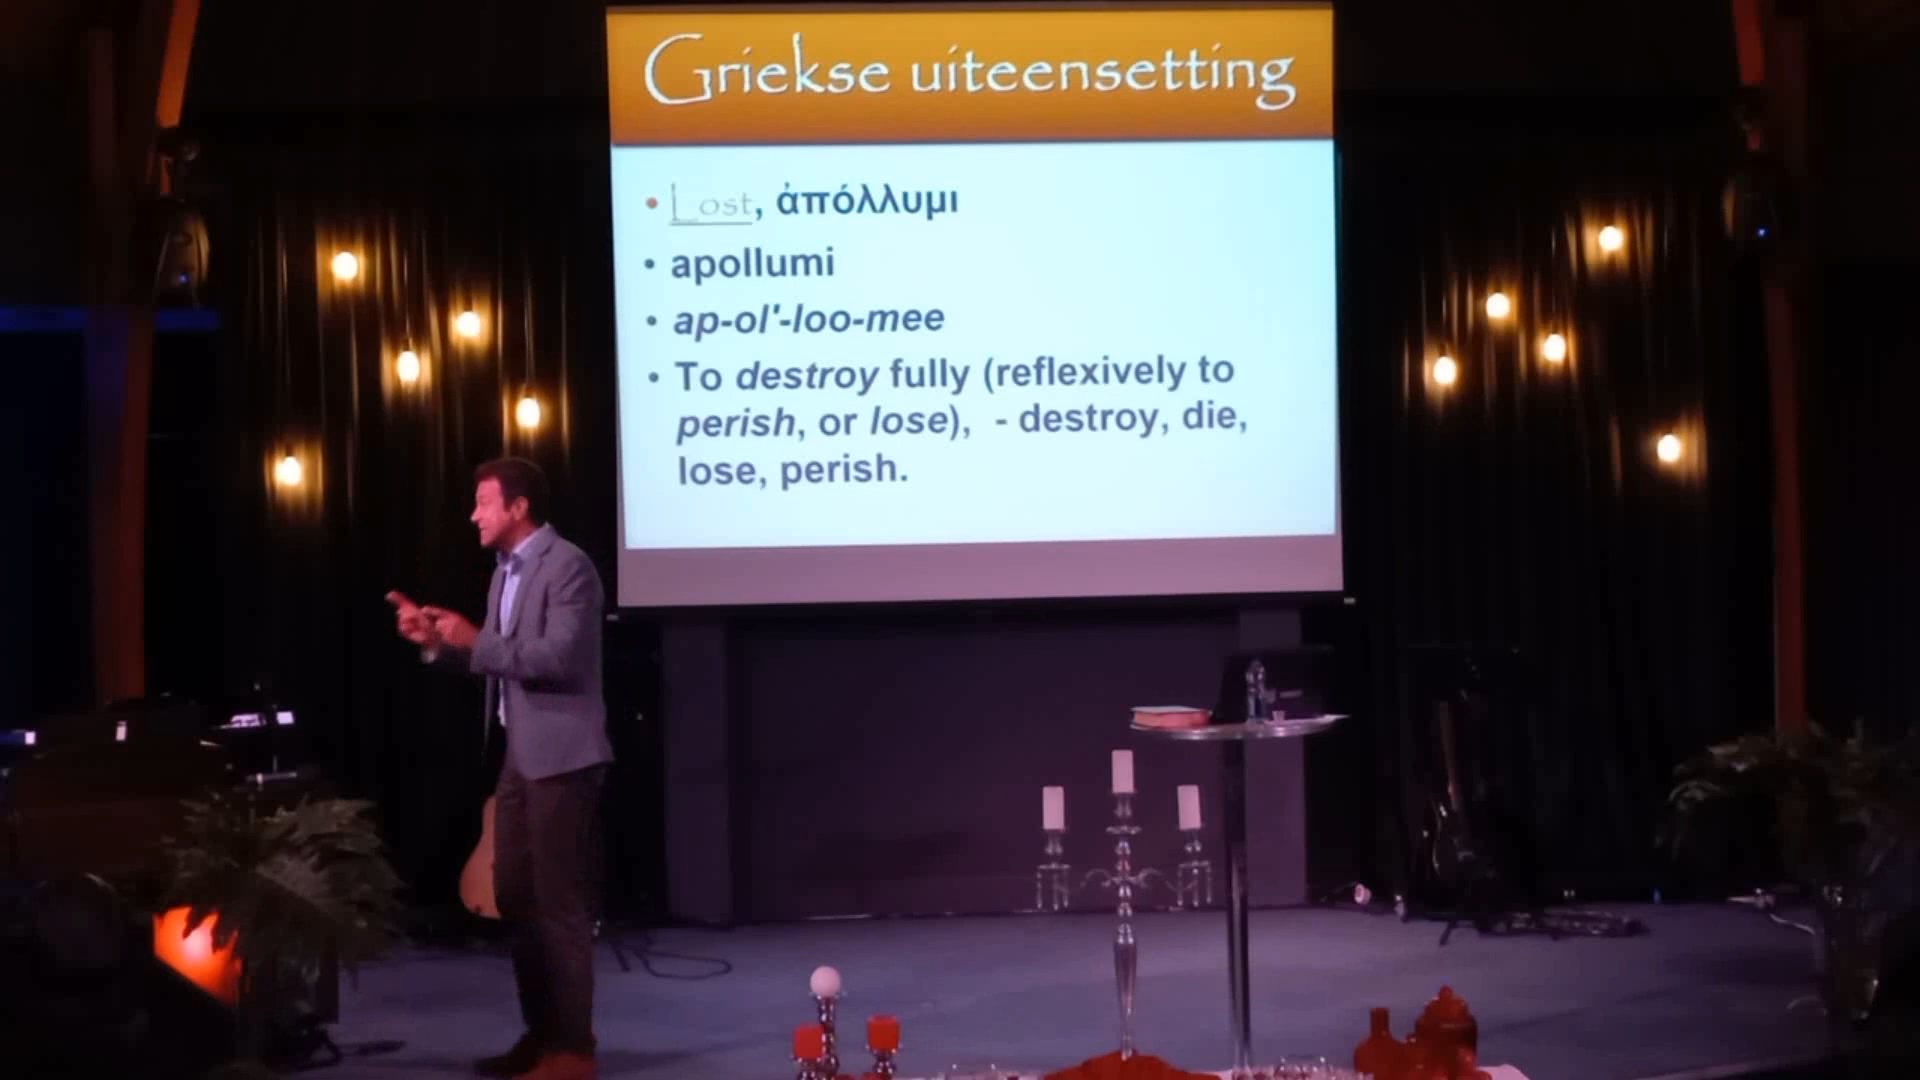 Griekse uiteensetting
• Lost, ἀπόλλυμι
• apollumi
• ap-ol'-loo-mee
• To destroy fully (reflexively to
perish, or lose),  - destroy, die,
lose, perish.